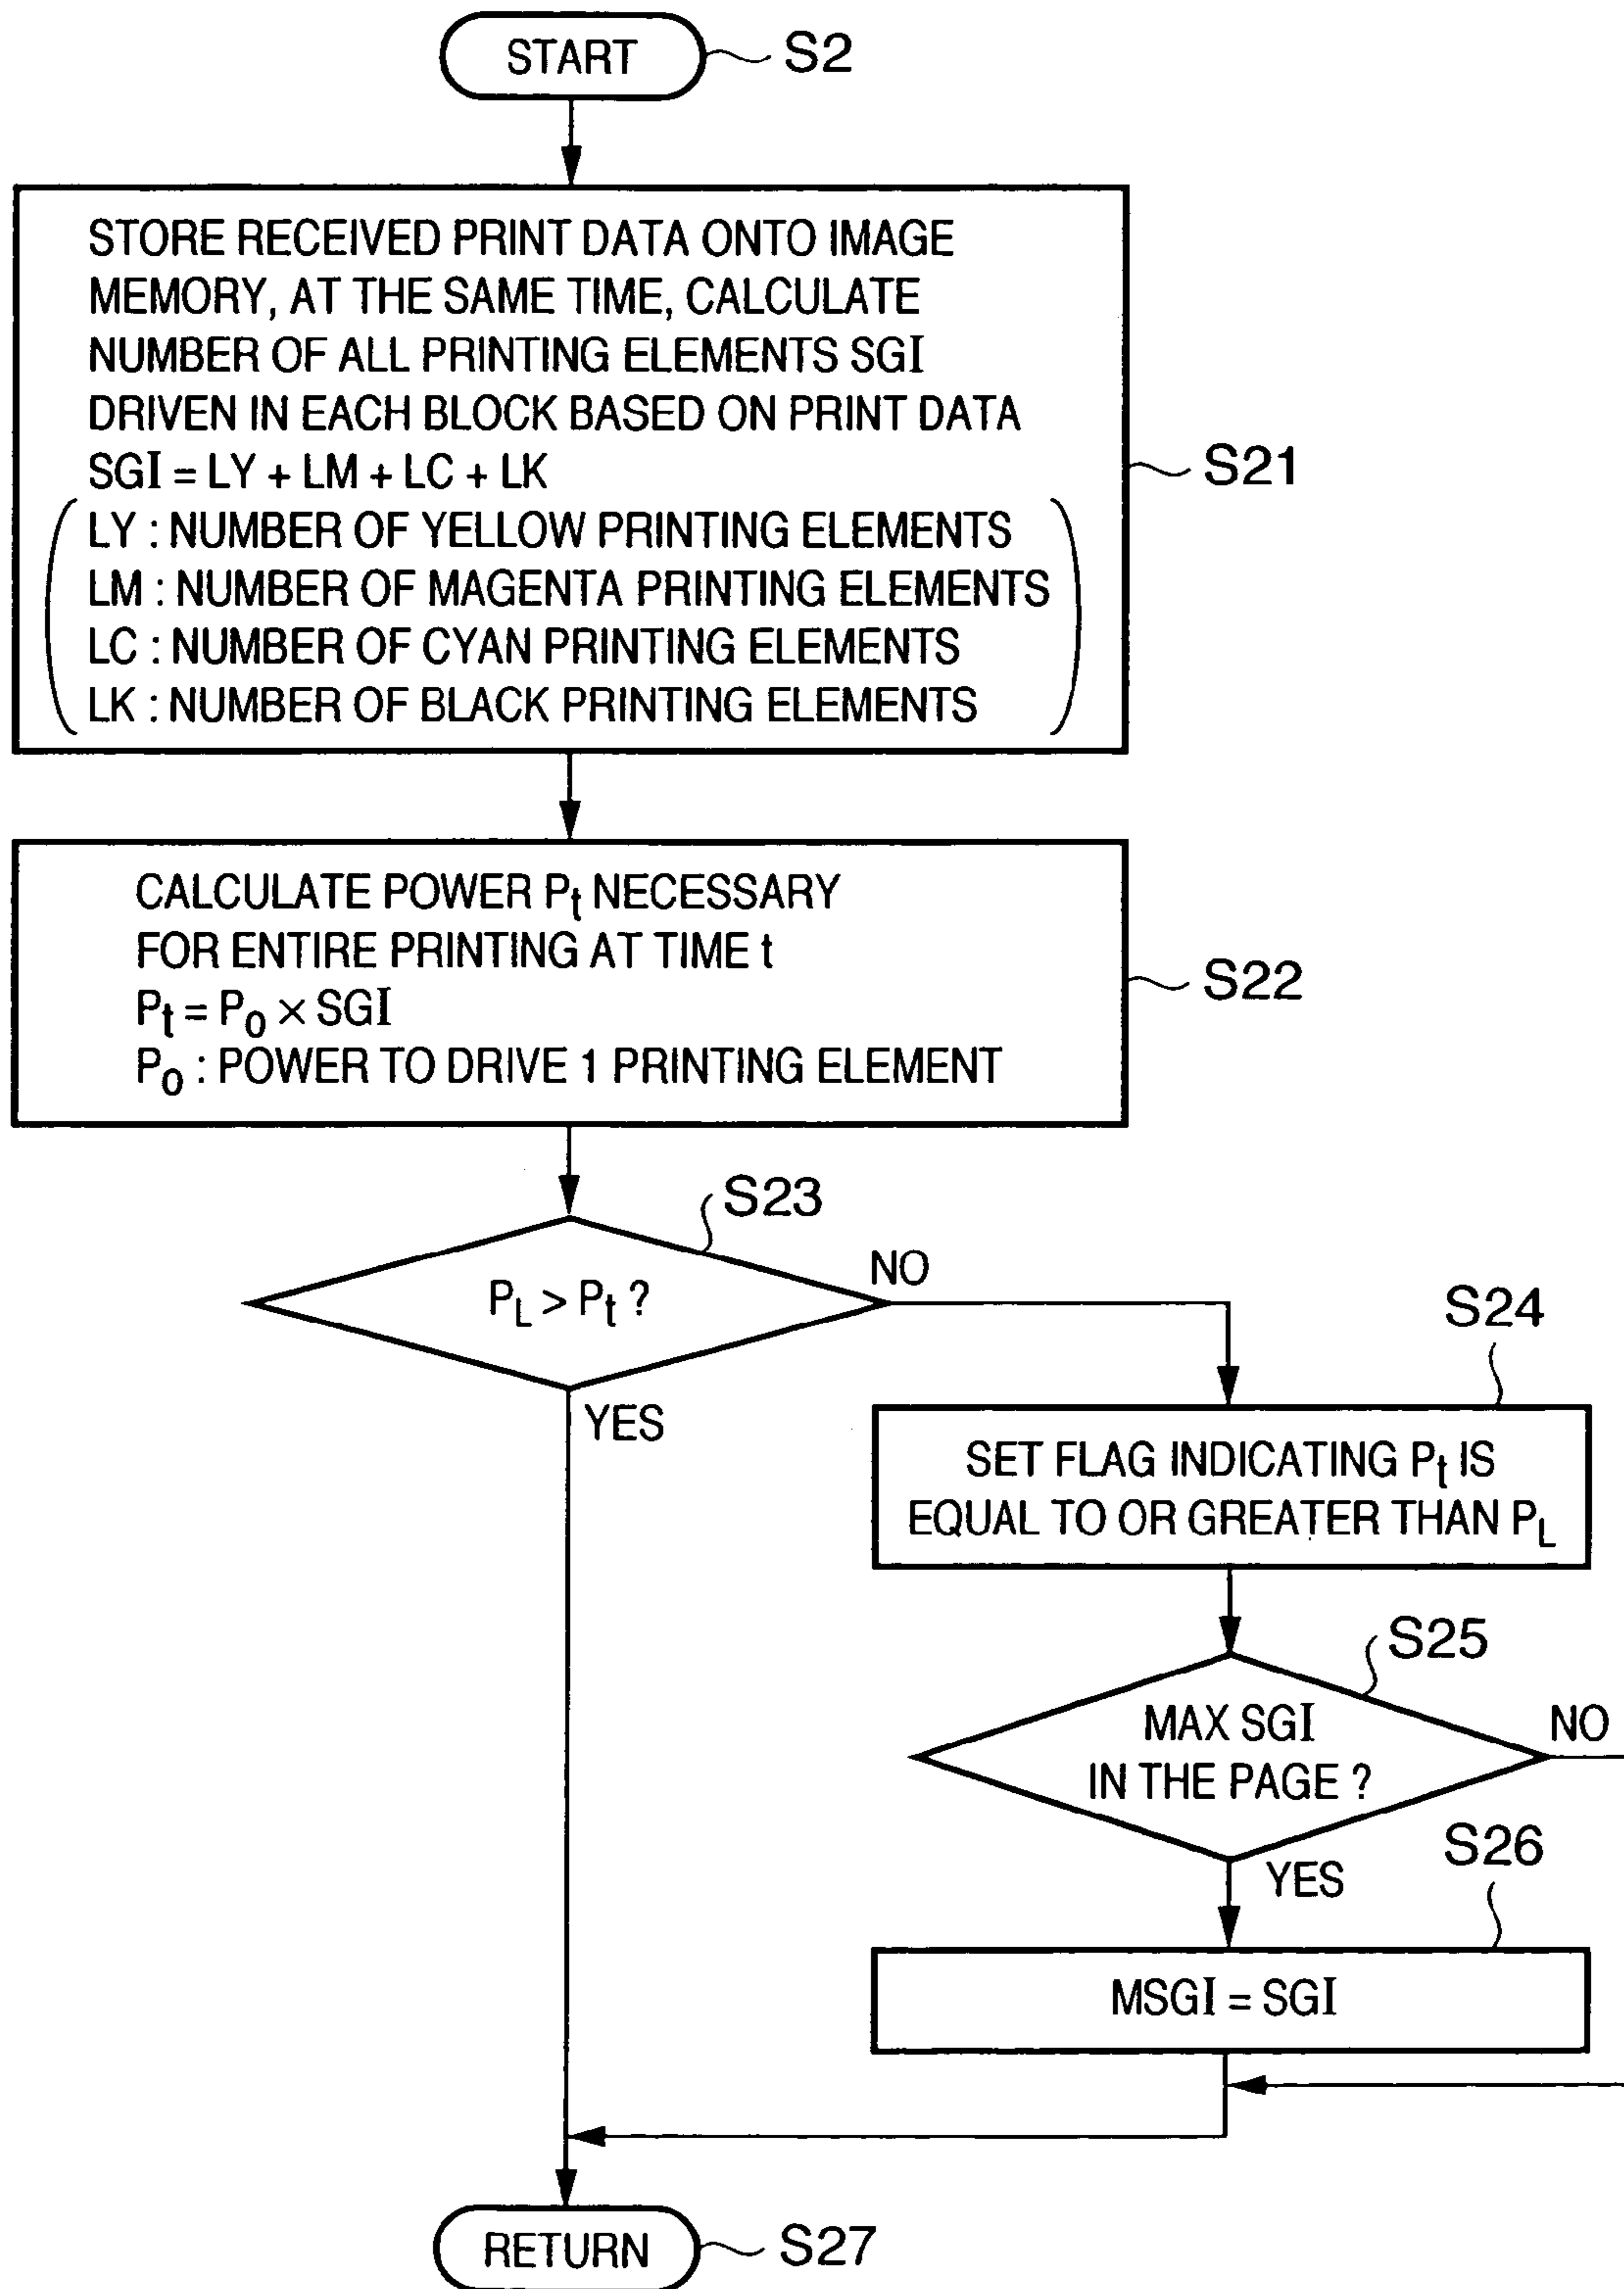 START
S2
STORE RECEIVED PRINT DATA ONTO IMAGE
MEMORY, AT THE SAME TIME, CALCULATE
NUMBER OF ALL PRINTING ELEMENTS SGI
DRIVEN IN EACH BLOCK BASED ON PRINT DATA
SGI = LY + LM + LC + LK
LY : NUMBER OF YELLOW PRINTING ELEMENTS
LM : NUMBER OF MAGENTA PRINTING ELEMENTS
LC : NUMBER OF CYAN PRINTING ELEMENTS
LK : NUMBER OF BLACK PRINTING ELEMENTS
S21
CALCULATE POWER Pt NECESSARY
FOR ENTIRE PRINTING AT TIME t
Pt = Po × SGI
Po : POWER TO DRIVE 1 PRINTING ELEMENT
S22
S23
PL > Pt ?
NO
YES
S24
SET FLAG INDICATING Pt IS
EQUAL TO OR GREATER THAN PL
S25
MAX SGI
IN THE PAGE ?
NO
YES
S26
MSGI = SGI
RETURN
S27